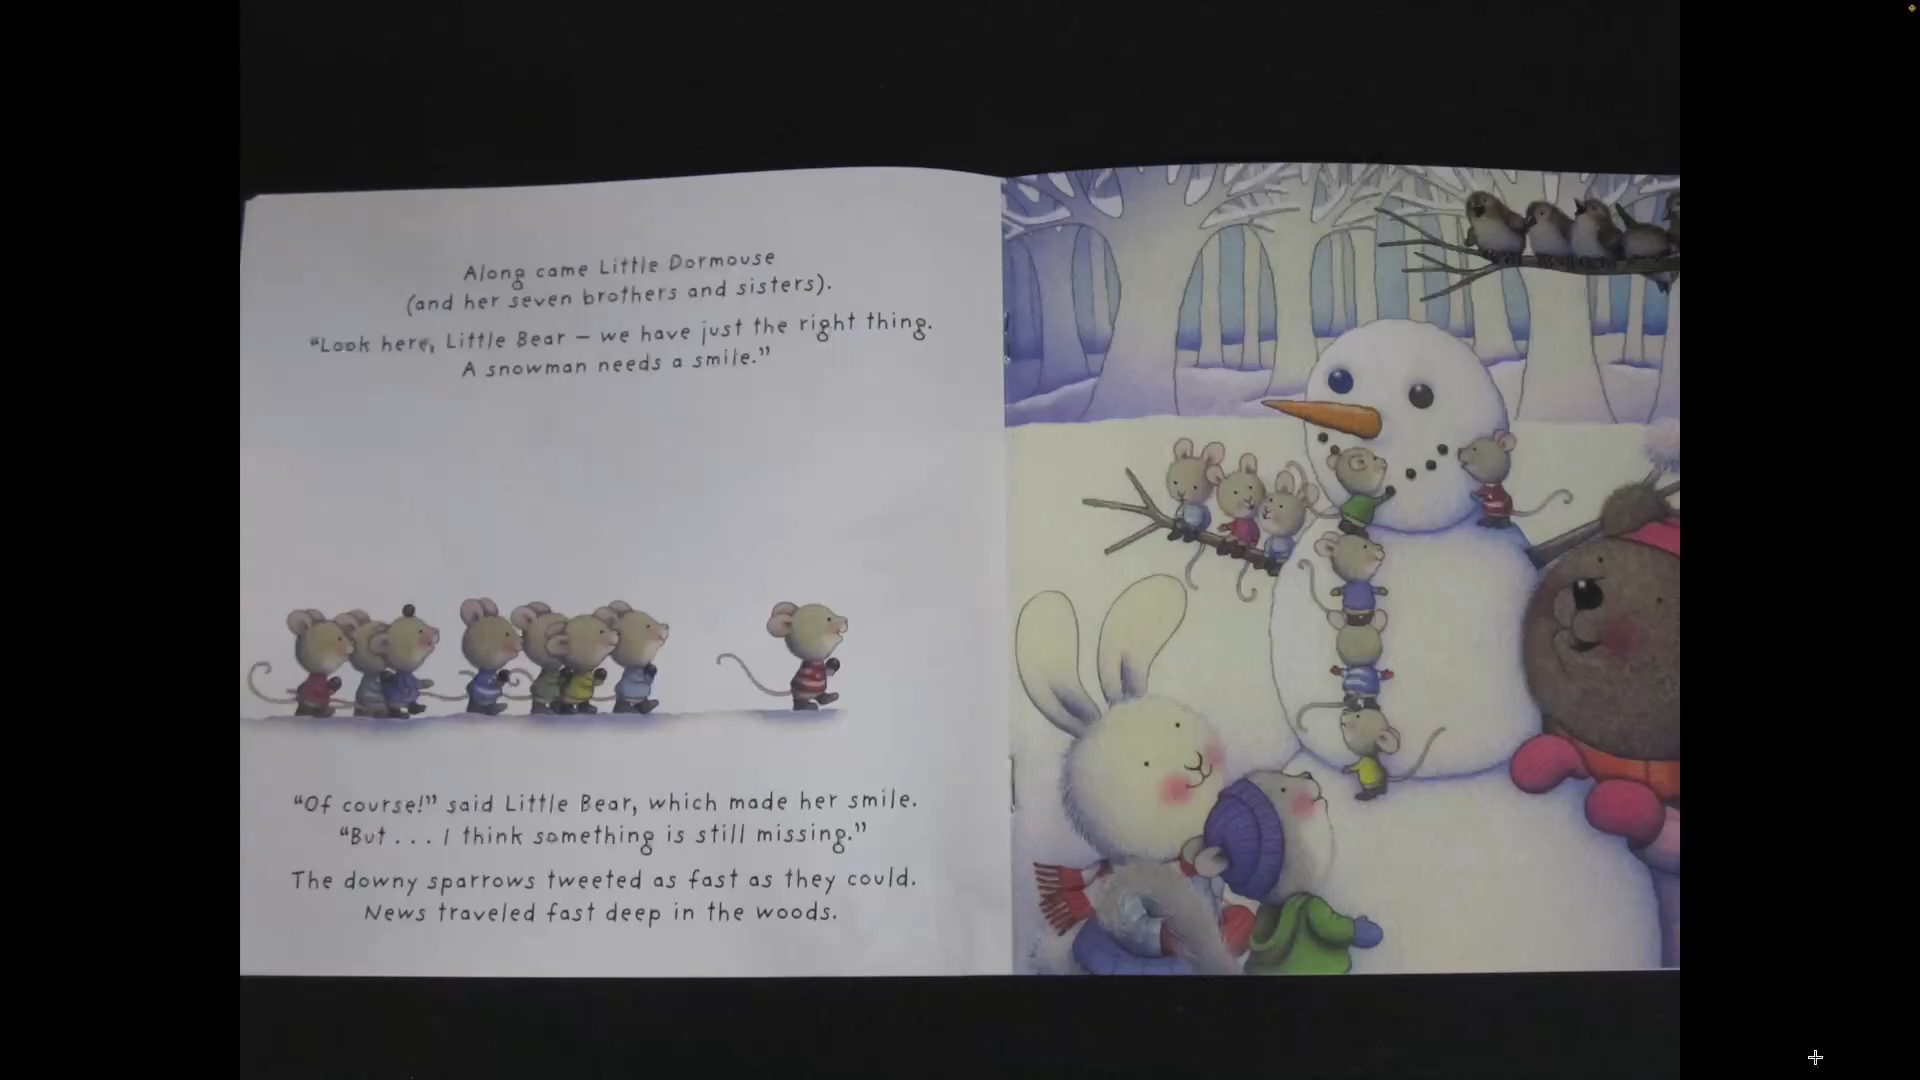 Along came Little Dormouse
(and her seven brothers and sisters).
“Look here, Little Bear – we have just the right thing.
A snowman needs a smile.”
“Of course!” said Little Bear, which made her smile.
“But . . . I think something is still missing.”
The downy sparrows tweeted as fast as they could.
News traveled fast deep in the woods.